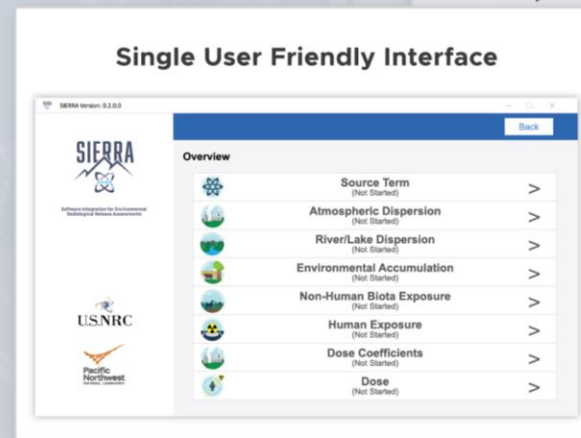 Single User Friendly Interface
SIERRA Version: 0.2.0.0
Back
SIERRA
Software Integration for Environmental
Radiological Release Assessments
Overview
Source Term
(Not Started)
>
Atmospheric Dispersion
(Not Started)
>
River/Lake Dispersion
(Not Started)
>
Environmental Accumulation
(Not Started)
>
Non-Human Biota Exposure
(Not Started)
>
Human Exposure
(Not Started)
>
Dose Coefficients
(Not Started)
>
Dose
(Not Started)
>
U.S.NRC
Pacific
Northwest
NATIONAL LABORATORY